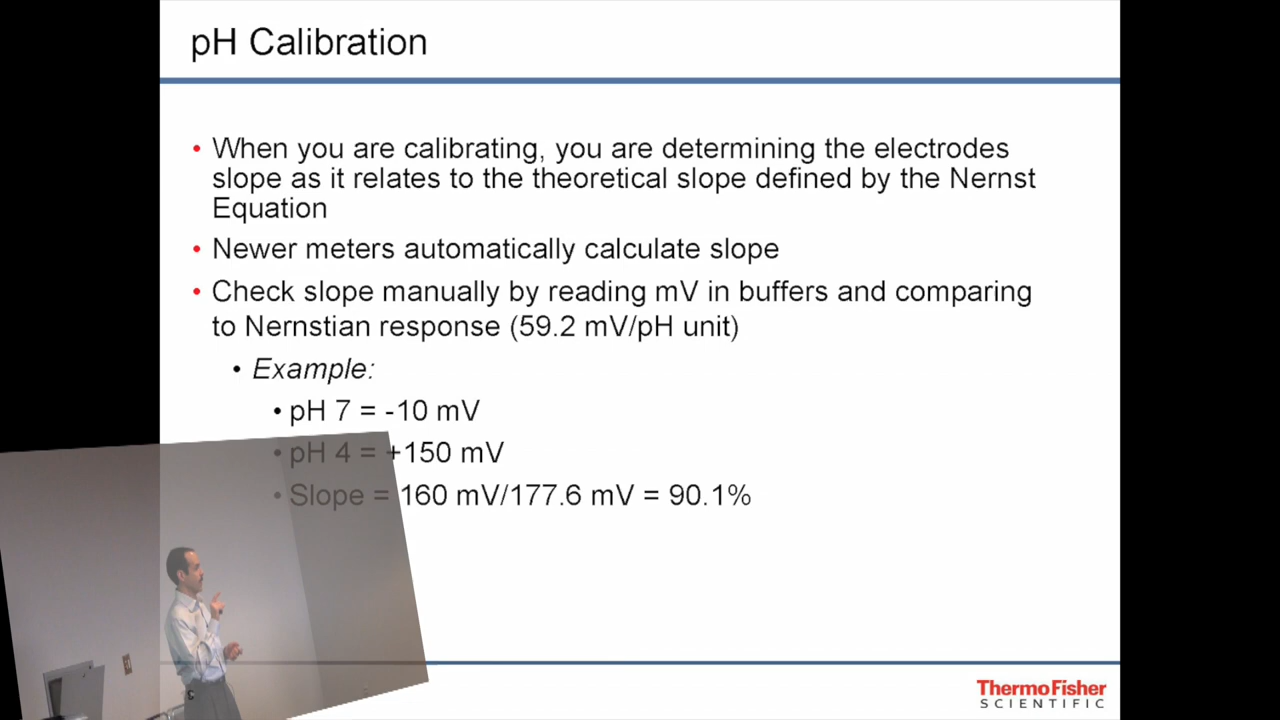 pH Calibration
• When you are calibrating, you are determining the electrodes
slope as it relates to the theoretical slope defined by the Nernst
Equation
• Newer meters automatically calculate slope
• Check slope manually by reading mV in buffers and comparing
to Nernstian response (59.2 mV/pH unit)
• Example:
• pH 7 = -10 mV
• pH 4 = +150 mV
• Slope = 160 mV/177.6 mV = 90.1%
ThermoFisher
SCIENTIFIC